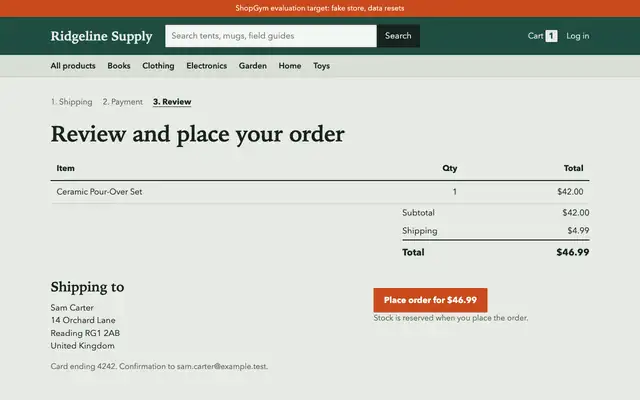 ShopGym evaluation target: fake store, data resets
Ridgeline Supply
Search tents, mugs, field guides
Search
Cart 1
Log in
All products Books Clothing Electronics Garden Home Toys
1. Shipping 2. Payment 3. Review
Review and place your order
Item Qty Total
Ceramic Pour-Over Set 1 $42.00
Subtotal $42.00
Shipping $4.99
Total $46.99
Shipping to
Sam Carter
14 Orchard Lane
Reading RG1 2AB
United Kingdom
Card ending 4242. Confirmation to sam.carter@example.test.
Place order for $46.99
Stock is reserved when you place the order.